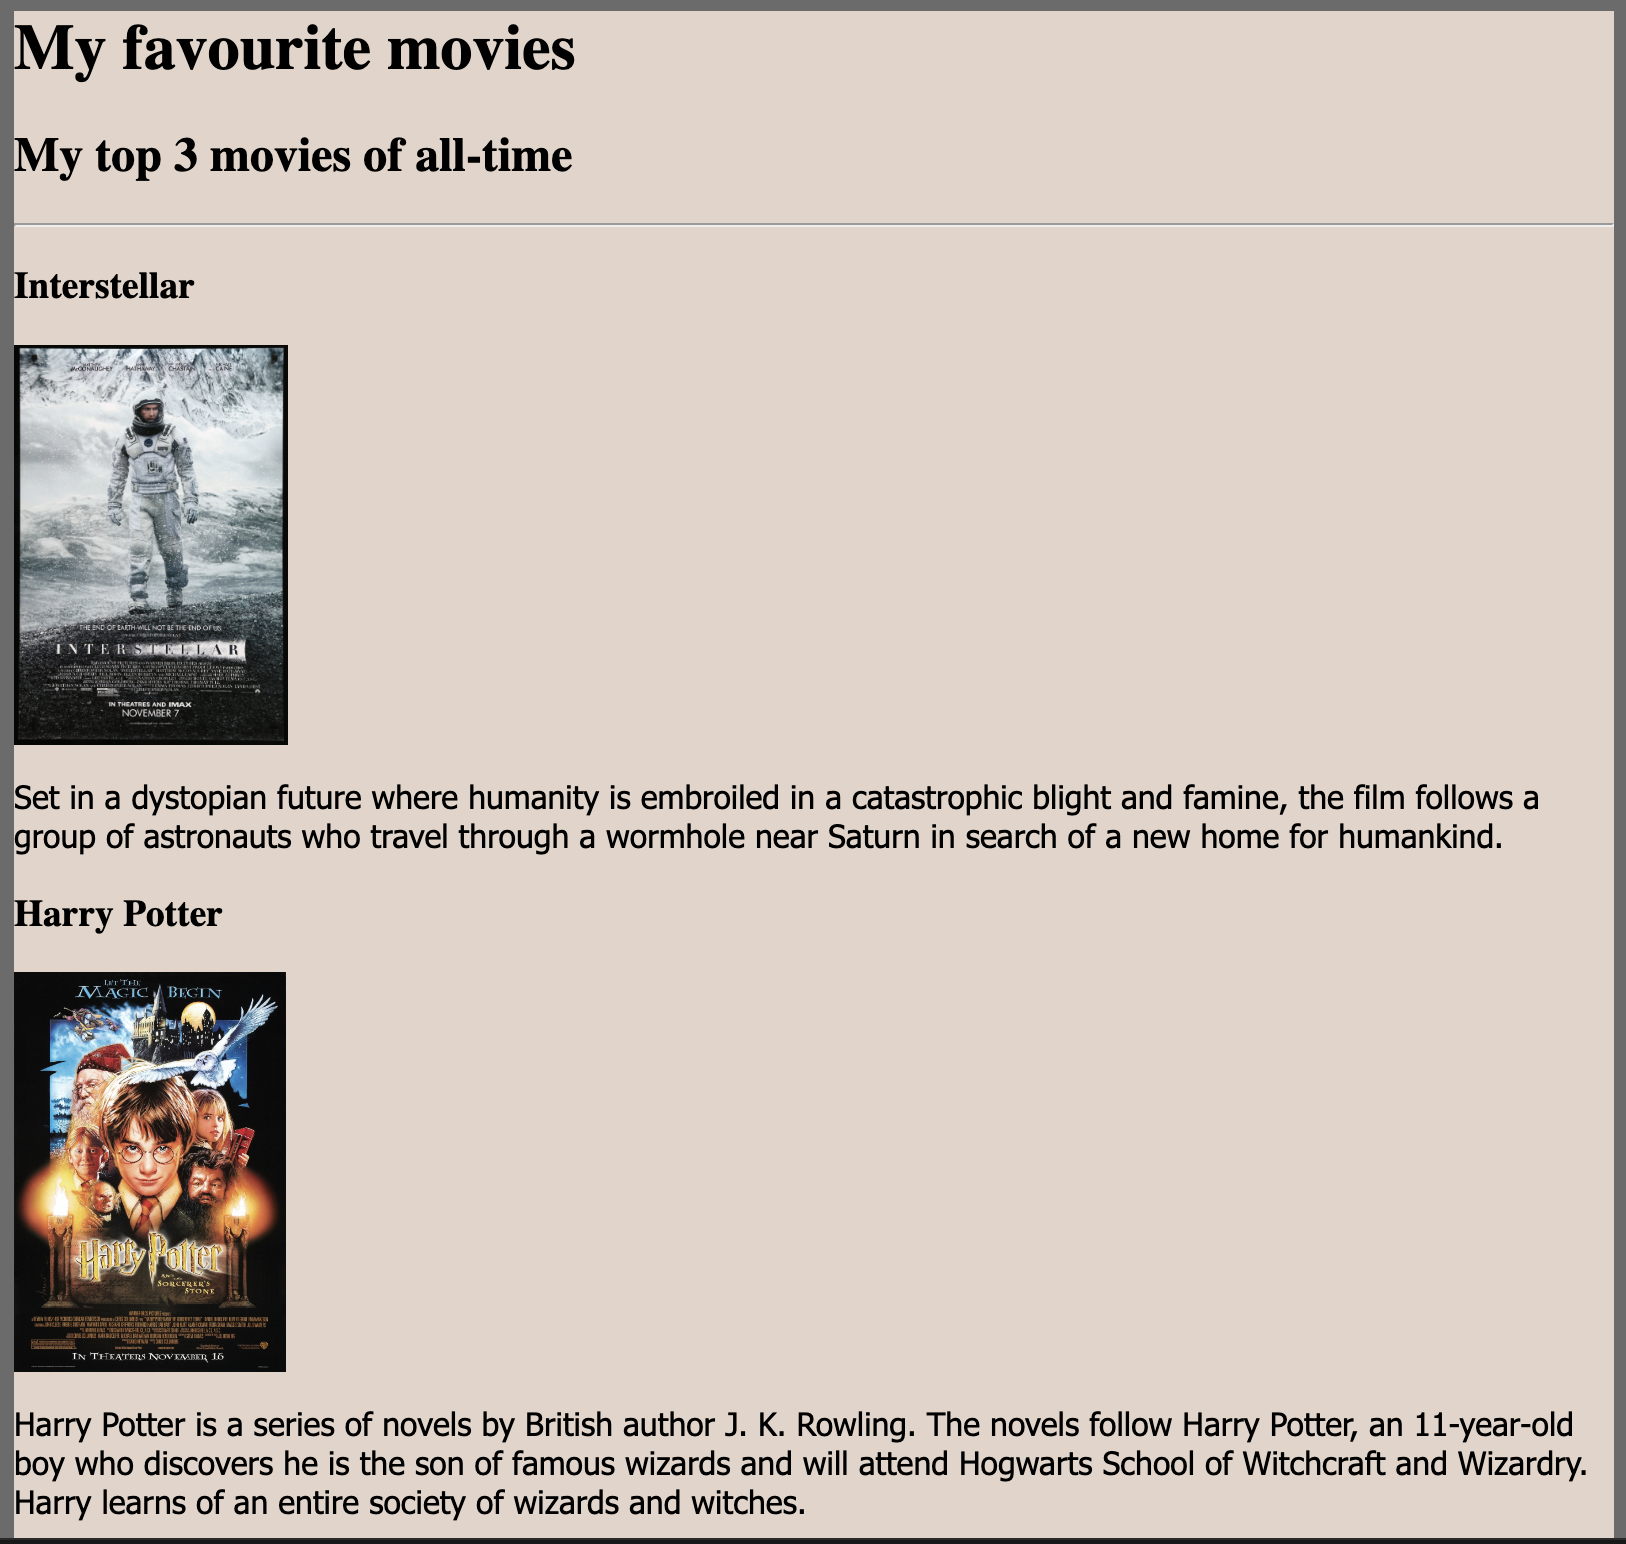 My favourite movies
My top 3 movies of all-time
Interstellar
McCONAUGHEY HATHAWAY CHASTAIN CAINE
THE END OF EARTH WILL NOT BE THE END OF US
INTERSTELLAR
IN THEATRES AND IMAX
NOVEMBER 7
Set in a dystopian future where humanity is embroiled in a catastrophic blight and famine, the film follows a
group of astronauts who travel through a wormhole near Saturn in search of a new home for humankind.
Harry Potter
LET THE
MAGIC BEGIN
Harry Potter
AND THE
SORCERER'S
STONE
IN THEATERS NOVEMBER 16
Harry Potter is a series of novels by British author J. K. Rowling. The novels follow Harry Potter, an 11-year-old
boy who discovers he is the son of famous wizards and will attend Hogwarts School of Witchcraft and Wizardry.
Harry learns of an entire society of wizards and witches.